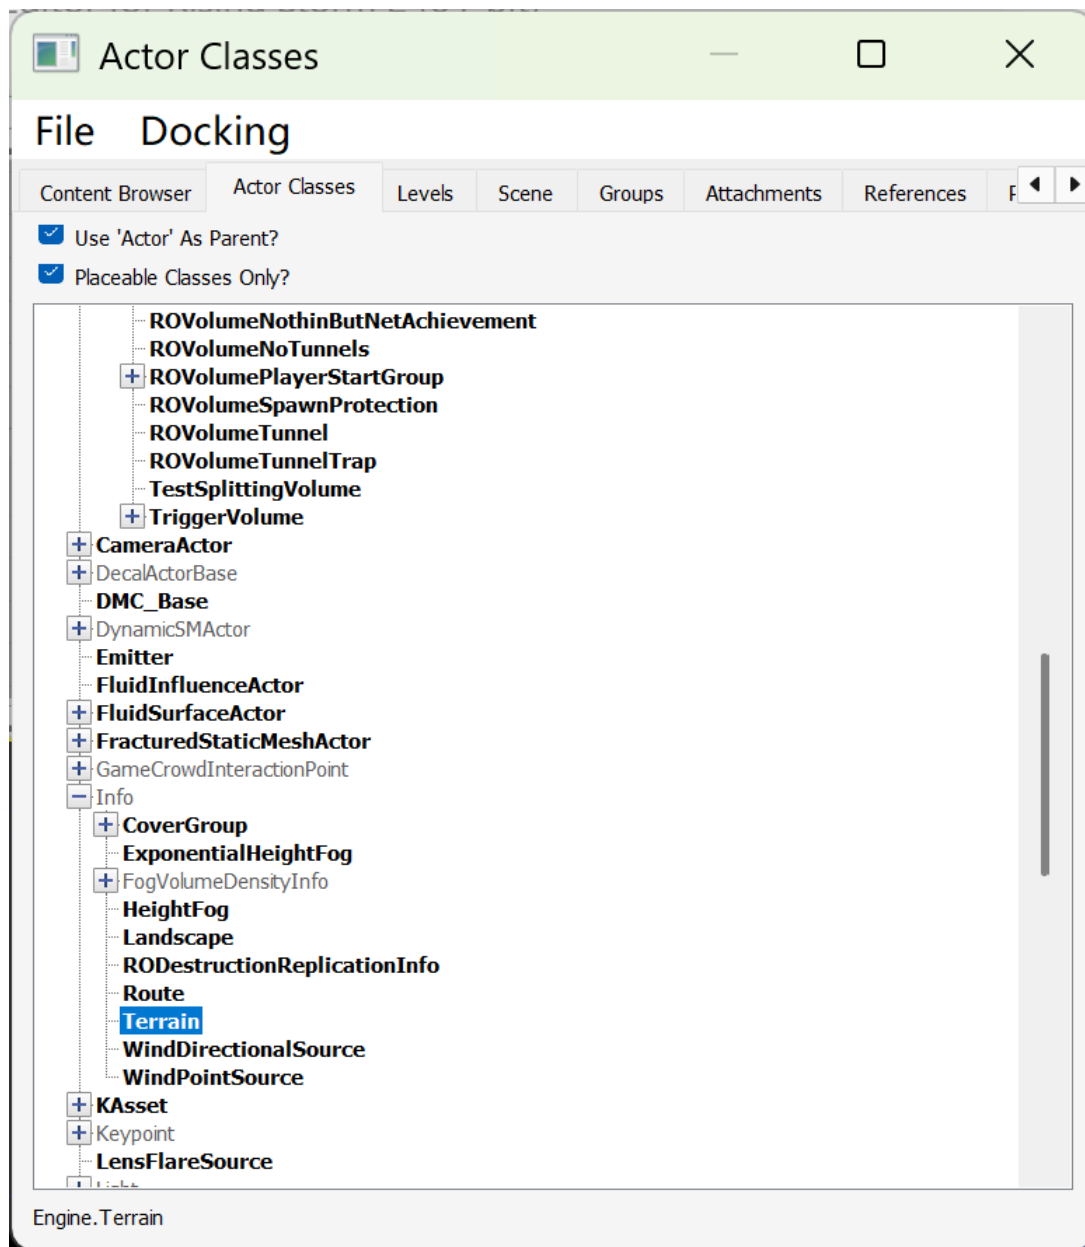 Actor Classes
File Docking
Content Browser Actor Classes Levels Scene Groups Attachments References
Use 'Actor' As Parent?
Placeable Classes Only?
ROVolumeNothinButNetAchievement
ROVolumeNoTunnels
ROVolumePlayerStartGroup
ROVolumeSpawnProtection
ROVolumeTunnel
ROVolumeTunnelTrap
TestSplittingVolume
TriggerVolume
CameraActor
DecalActorBase
DMC_Base
DynamicSMActor
Emitter
FluidInfluenceActor
FluidSurfaceActor
FracturedStaticMeshActor
GameCrowdInteractionPoint
Info
CoverGroup
ExponentialHeightFog
FogVolumeDensityInfo
HeightFog
Landscape
RODestructionReplicationInfo
Route
Terrain
WindDirectionalSource
WindPointSource
KAsset
Keypoint
LensFlareSource
Engine.Terrain